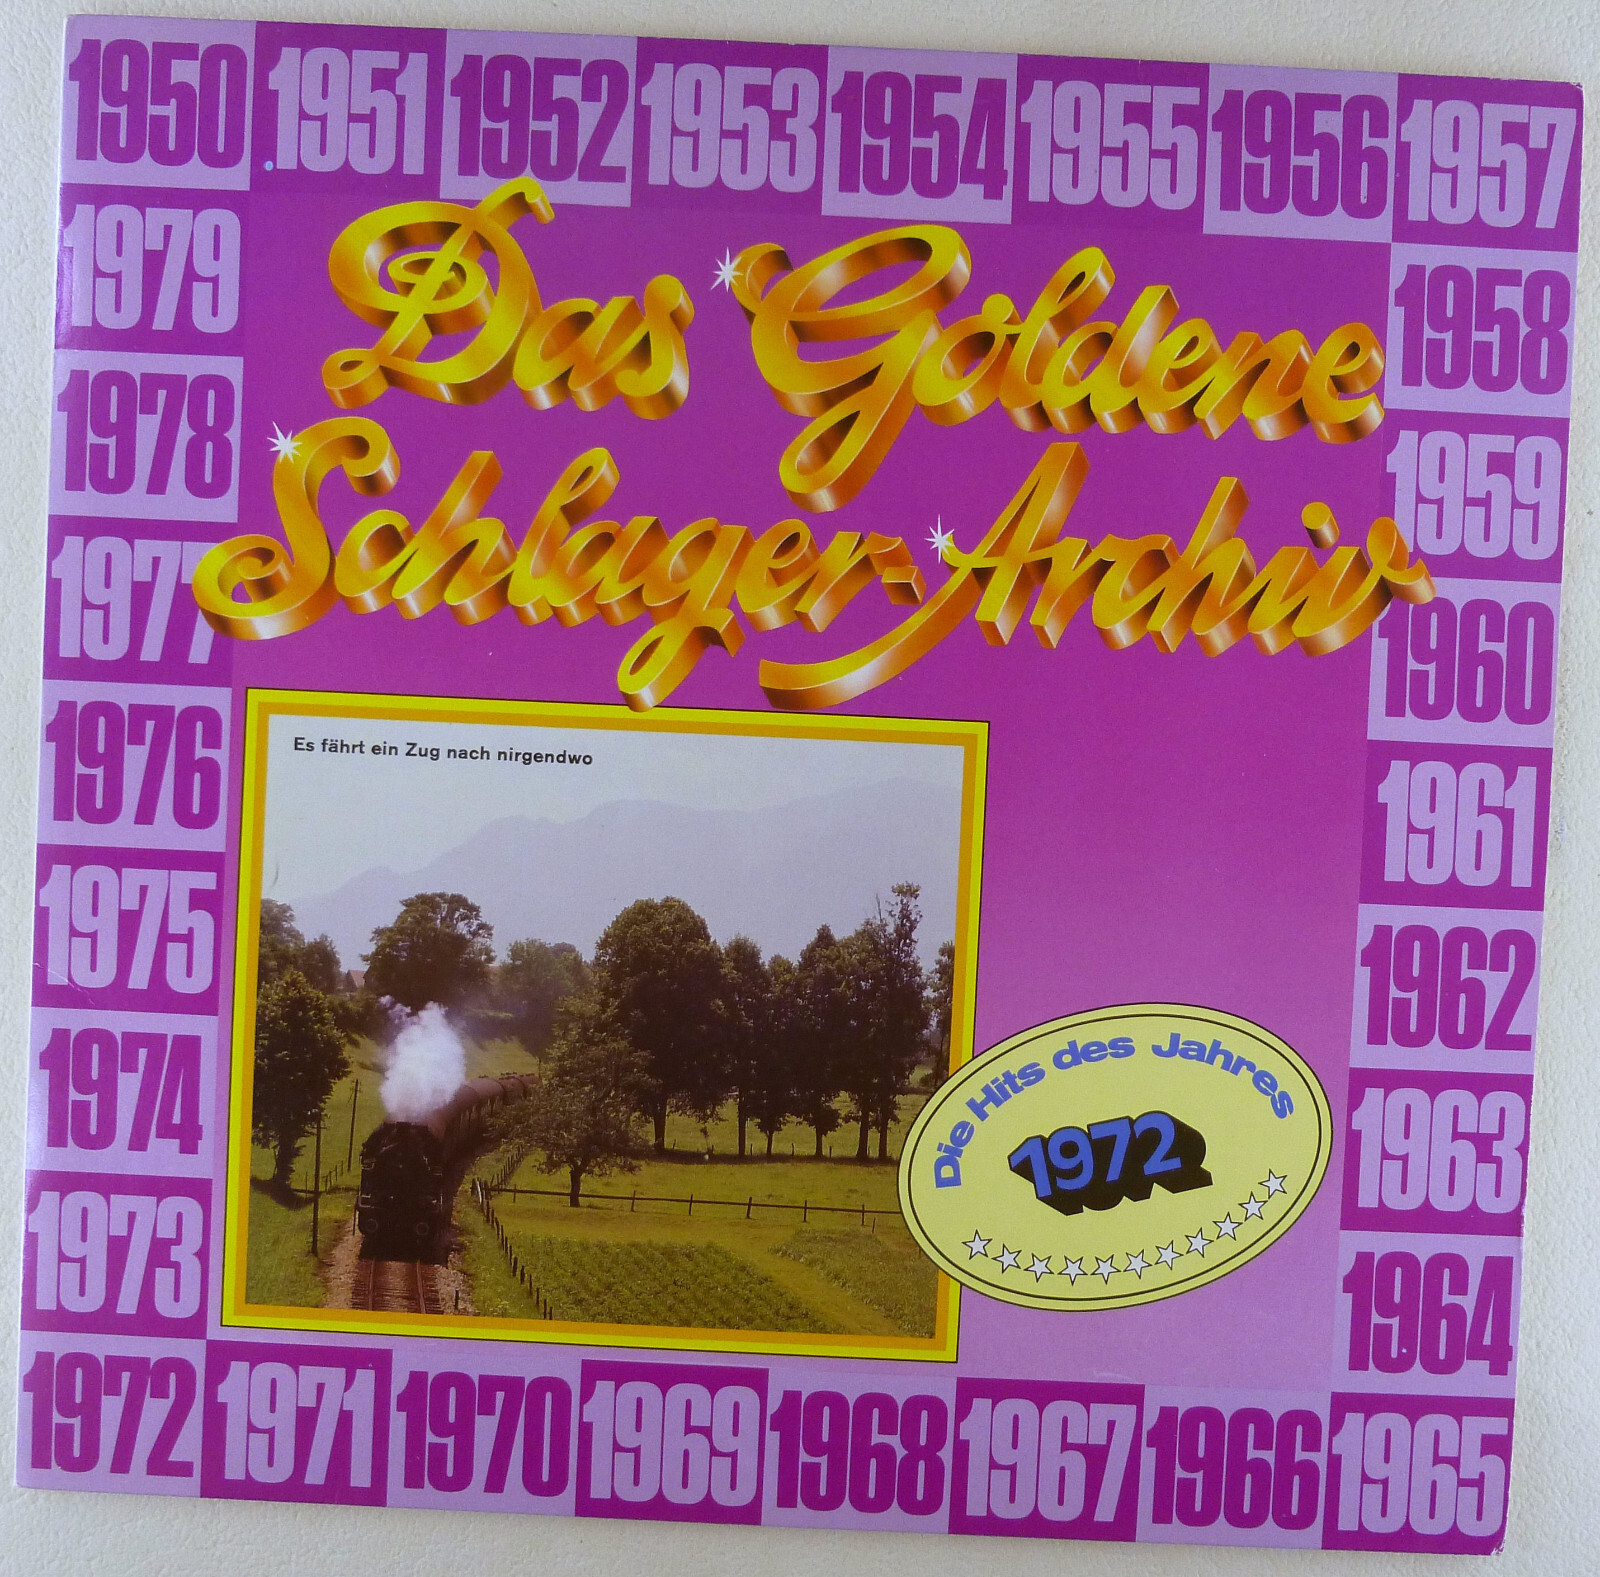 1950 1951 1952 1953 1954 1955 1956 1957
1979
1958
1978
1959
1977
1960
1976
1961
1975
1962
1974
1963
1973
1964
1972 1971 1970 1969 1968 1967 1966 1965
Das Goldene
Schlager-Archiv
Es fährt ein Zug nach nirgendwo
Die Hits des Jahres
1972